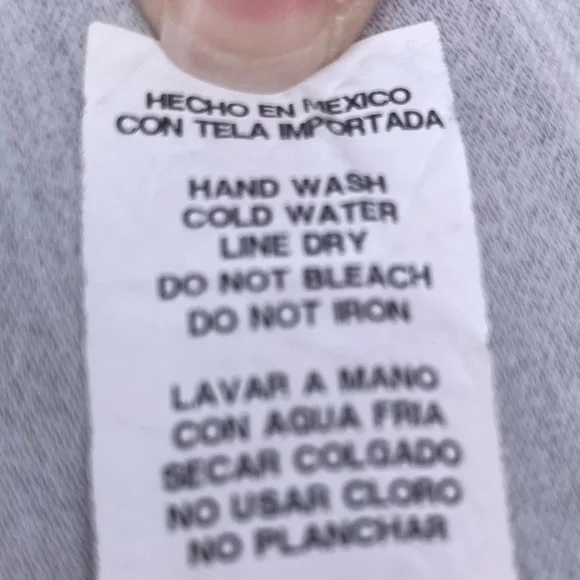 HECHO EN MEXICO
CON TELA IMPORTADA
HAND WASH
COLD WATER
LINE DRY
DO NOT BLEACH
DO NOT IRON
LAVAR A MANO
CON AGUA FRIA
SECAR COLGADO
NO USAR CLORO
NO PLANCHAR